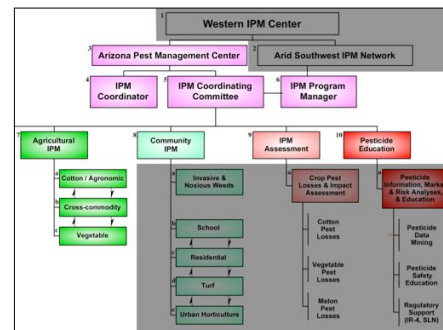 1
Western IPM Center
3
Arizona Pest Management Center
2
Arid Southwest IPM Network
4
IPM
Coordinator
5
IPM Coordinating
Committee
6
IPM Program
Manager
7
Agricultural
IPM
8
Community
IPM
9
IPM
Assessment
10
Pesticide
Education
a
Cotton / Agronomic
b
Cross-commodity
c
Vegetable
a
Invasive &
Noxious Weeds
b
School
c
Residential
d
Turf
e
Urban Horticulture
a
Crop Pest
Losses & Impact
Assessment
Cotton
Pest
Losses
Vegetable
Pest
Losses
Melon
Pest
Losses
a
Pesticide
Information, Market
& Risk Analyses,
& Education
Pesticide
Data
Mining
Pesticide
Safety
Education
Regulatory
Support
(IR-4, SLN)